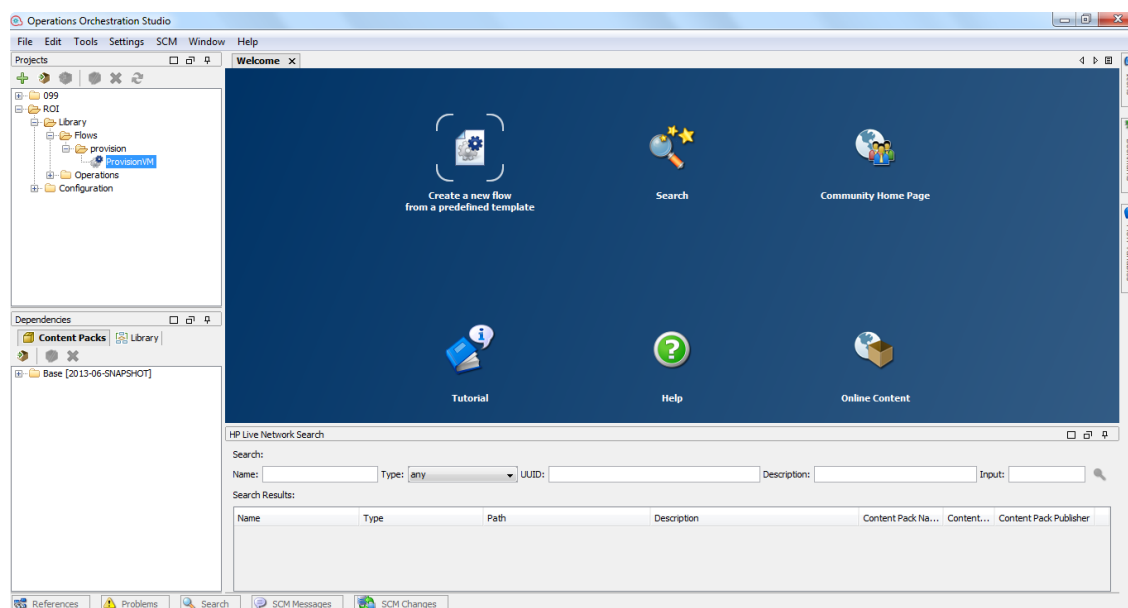 Operations Orchestration Studio
File Edit Tools Settings SCM Window Help
Projects
Welcome
099
ROI
Library
Flows
provision
ProvisionVM
Operations
Configuration
Create a new flow
from a predefined template
Search
Community Home Page
Dependencies
Content Packs Library
Base [2013-06-SNAPSHOT]
Tutorial
Help
Online Content
HP Live Network Search
Search:
Name: Type: any UUID: Description: Input:
Search Results:
Name Type Path Description Content Pack Na... Content... Content Pack Publisher
References Problems Search SCM Messages SCM Changes